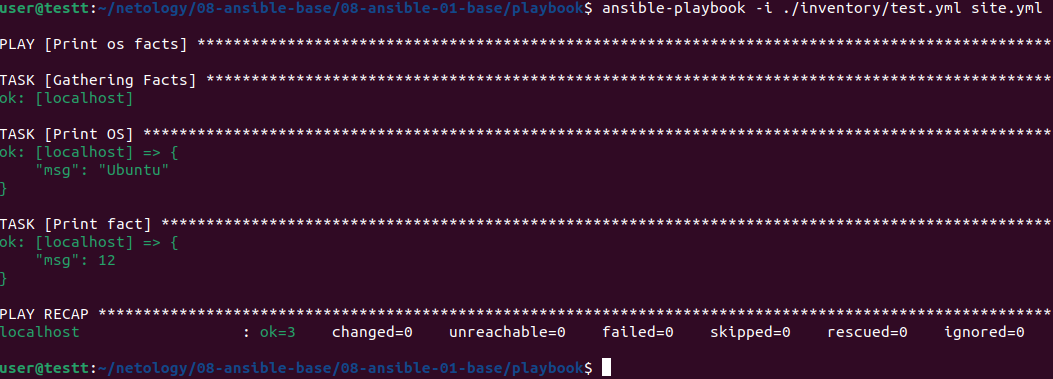 user@testt:~/netology/08-ansible-base/08-ansible-01-base/playbook$ ansible-playbook -i ./inventory/test.yml site.yml
PLAY [Print os facts] ***********************************************************************************************
TASK [Gathering Facts] **********************************************************************************************
ok: [localhost]
TASK [Print OS] *****************************************************************************************************
ok: [localhost] => {
    "msg": "Ubuntu"
}
TASK [Print fact] ***************************************************************************************************
ok: [localhost] => {
    "msg": 12
}
PLAY RECAP **********************************************************************************************************
localhost                  : ok=3    changed=0    unreachable=0    failed=0    skipped=0    rescued=0    ignored=0
user@testt:~/netology/08-ansible-base/08-ansible-01-base/playbook$